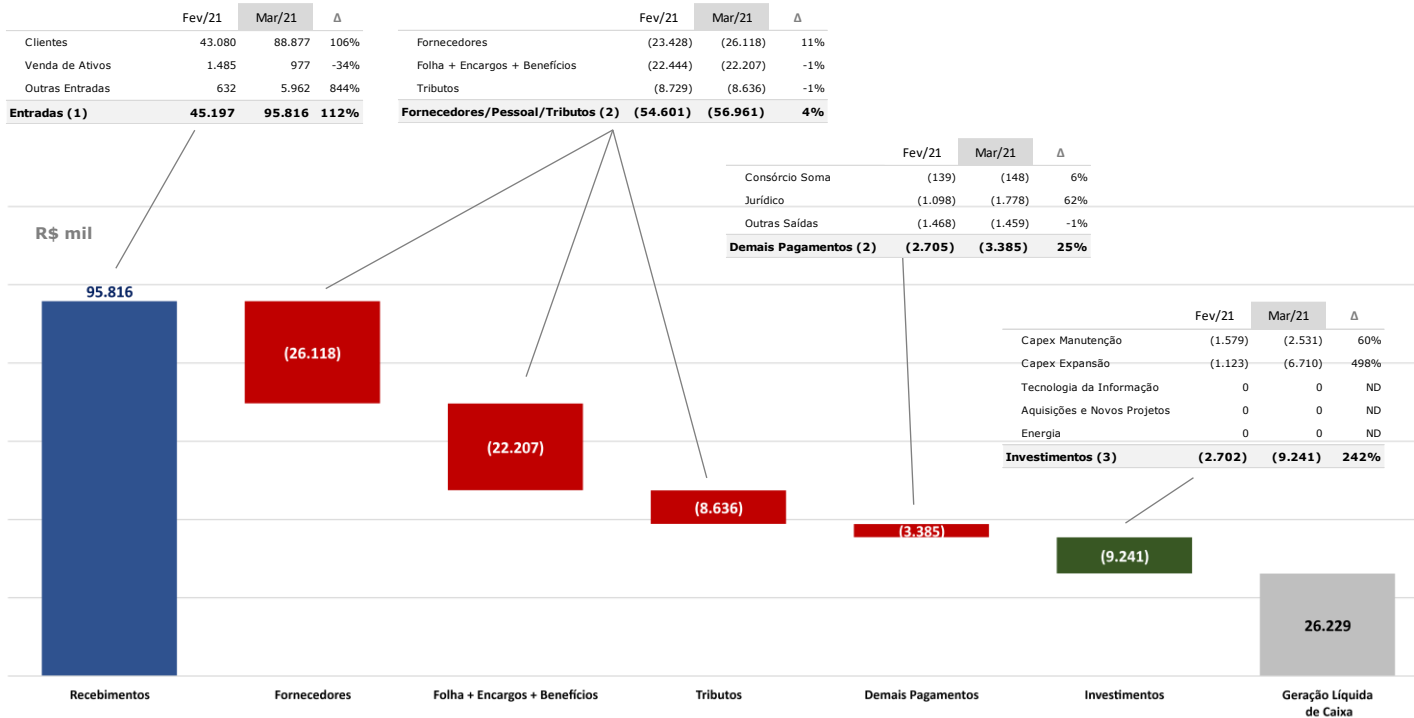 Fev/21 Mar/21 Δ
Clientes 43.080 88.877 106%
Venda de Ativos 1.485 977 -34%
Outras Entradas 632 5.962 844%
Entradas (1) 45.197 95.816 112%
Fev/21 Mar/21 Δ
Fornecedores (23.428) (26.118) 11%
Folha + Encargos + Benefícios (22.444) (22.207) -1%
Tributos (8.729) (8.636) -1%
Fornecedores/Pessoal/Tributos (2) (54.601) (56.961) 4%
Fev/21 Mar/21 Δ
Consórcio Soma (139) (148) 6%
Jurídico (1.098) (1.778) 62%
Outras Saídas (1.468) (1.459) -1%
Demais Pagamentos (2) (2.705) (3.385) 25%
Fev/21 Mar/21 Δ
Capex Manutenção (1.579) (2.531) 60%
Capex Expansão (1.123) (6.710) 498%
Tecnologia da Informação 0 0 ND
Aquisições e Novos Projetos 0 0 ND
Energia 0 0 ND
Investimentos (3) (2.702) (9.241) 242%
R$ mil
95.816
(26.118)
(22.207)
(8.636)
(3.385)
(9.241)
26.229
Recebimentos
Fornecedores
Folha + Encargos + Benefícios
Tributos
Demais Pagamentos
Investimentos
Geração Líquida
de Caixa